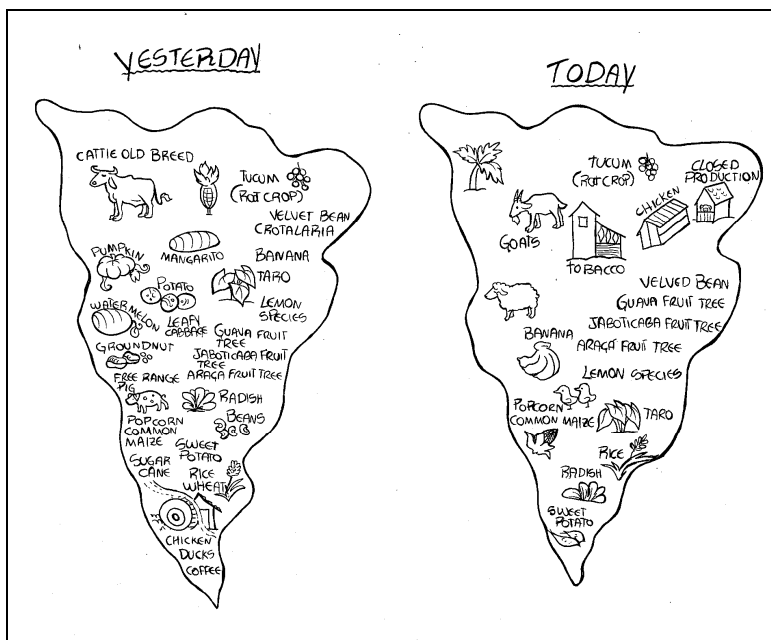 YESTERDAY
CATTLE OLD BREED
TUCUM
(ROT CROP)
VELVET BEAN
CROTALARIA
MANGARITO
PUMPKIN
BANANA
TARO
POTATO
LEMON
SPECIES
WATERMELON
LEAFY
CABBAGE
GUAVA FRUIT
TREE
GROUNDNUT
JABOTICABA FRUIT
TREE
ARAÇA FRUIT TREE
FREE RANGE
PIG
RADISH
BEANS
POPCORN
COMMON
MAIZE
SWEET
POTATO
SUGAR
CANE
RICE
WHEAT
CHICKEN
DUCKS
COFFEE
TODAY
TUCUM
(ROT CROP)
CLOSED
PRODUCTION
CHICKEN
GOATS
TOBACCO
VELVED BEAN
GUAVA FRUIT TREE
JABOTICABA FRUIT TREE
BANANA
ARAÇA FRUIT TREE
LEMON SPECIES
POPCORN
COMMON MAIZE
TARO
RICE
RADISH
SWEET
POTATO